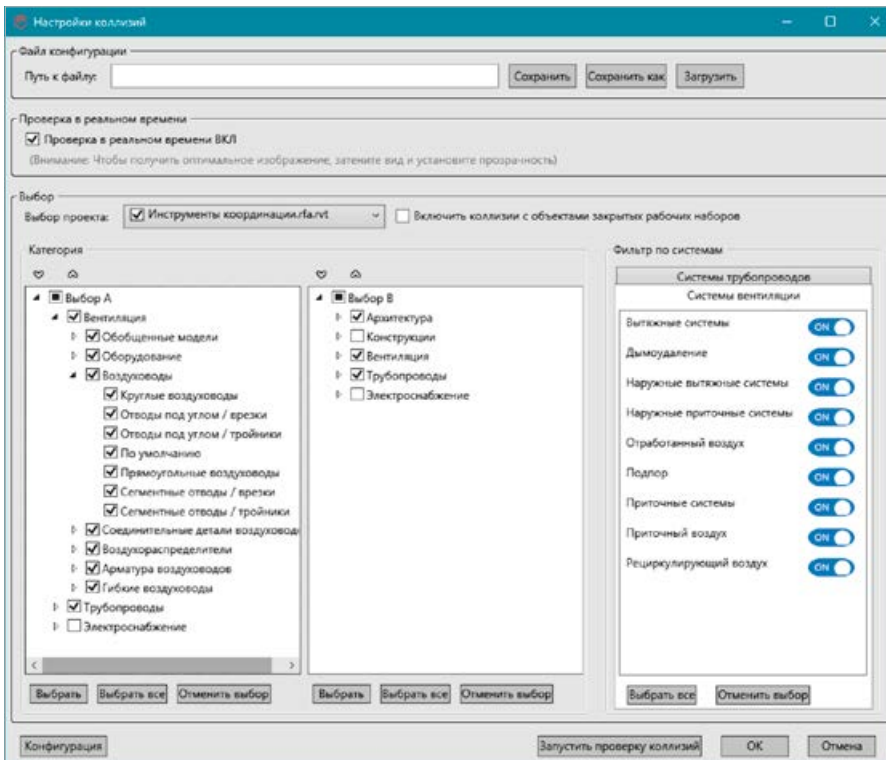 Настройки коллизий
Файл конфигурации
Путь к файлу:
Сохранить
Сохранить как
Загрузить
Проверка в реальном времени
Проверка в реальном времени ВКЛ
(Внимание: Чтобы получить оптимальное изображение, затените вид и установите прозрачность)
Выбор
Выбор проекта:
Инструменты координации.rfa.rvt
Включить коллизии с объектами закрытых рабочих наборов
Категория
Выбор A
Вентиляция
Обобщенные модели
Оборудование
Воздуховоды
Круглые воздуховоды
Отводы под углом / врезки
Отводы под углом / тройники
По умолчанию
Прямоугольные воздуховоды
Сегментные отводы / врезки
Сегментные отводы / тройники
Соединительные детали воздуховод
Воздухораспределители
Арматура воздуховодов
Гибкие воздуховоды
Трубопроводы
Электроснабжение
Выбрать
Выбрать все
Отменить выбор
Выбор B
Архитектура
Конструкции
Вентиляция
Трубопроводы
Электроснабжение
Выбрать
Выбрать все
Отменить выбор
Фильтр по системам
Системы трубопроводов
Системы вентиляции
Вытяжные системы ON
Дымоудаление ON
Наружные вытяжные системы ON
Наружные приточные системы ON
Отработанный воздух ON
Подпор ON
Приточные системы ON
Приточный воздух ON
Рециркулирующий воздух ON
Выбрать все
Отменить выбор
Конфигурация
Запустить проверку коллизий
OK
Отмена